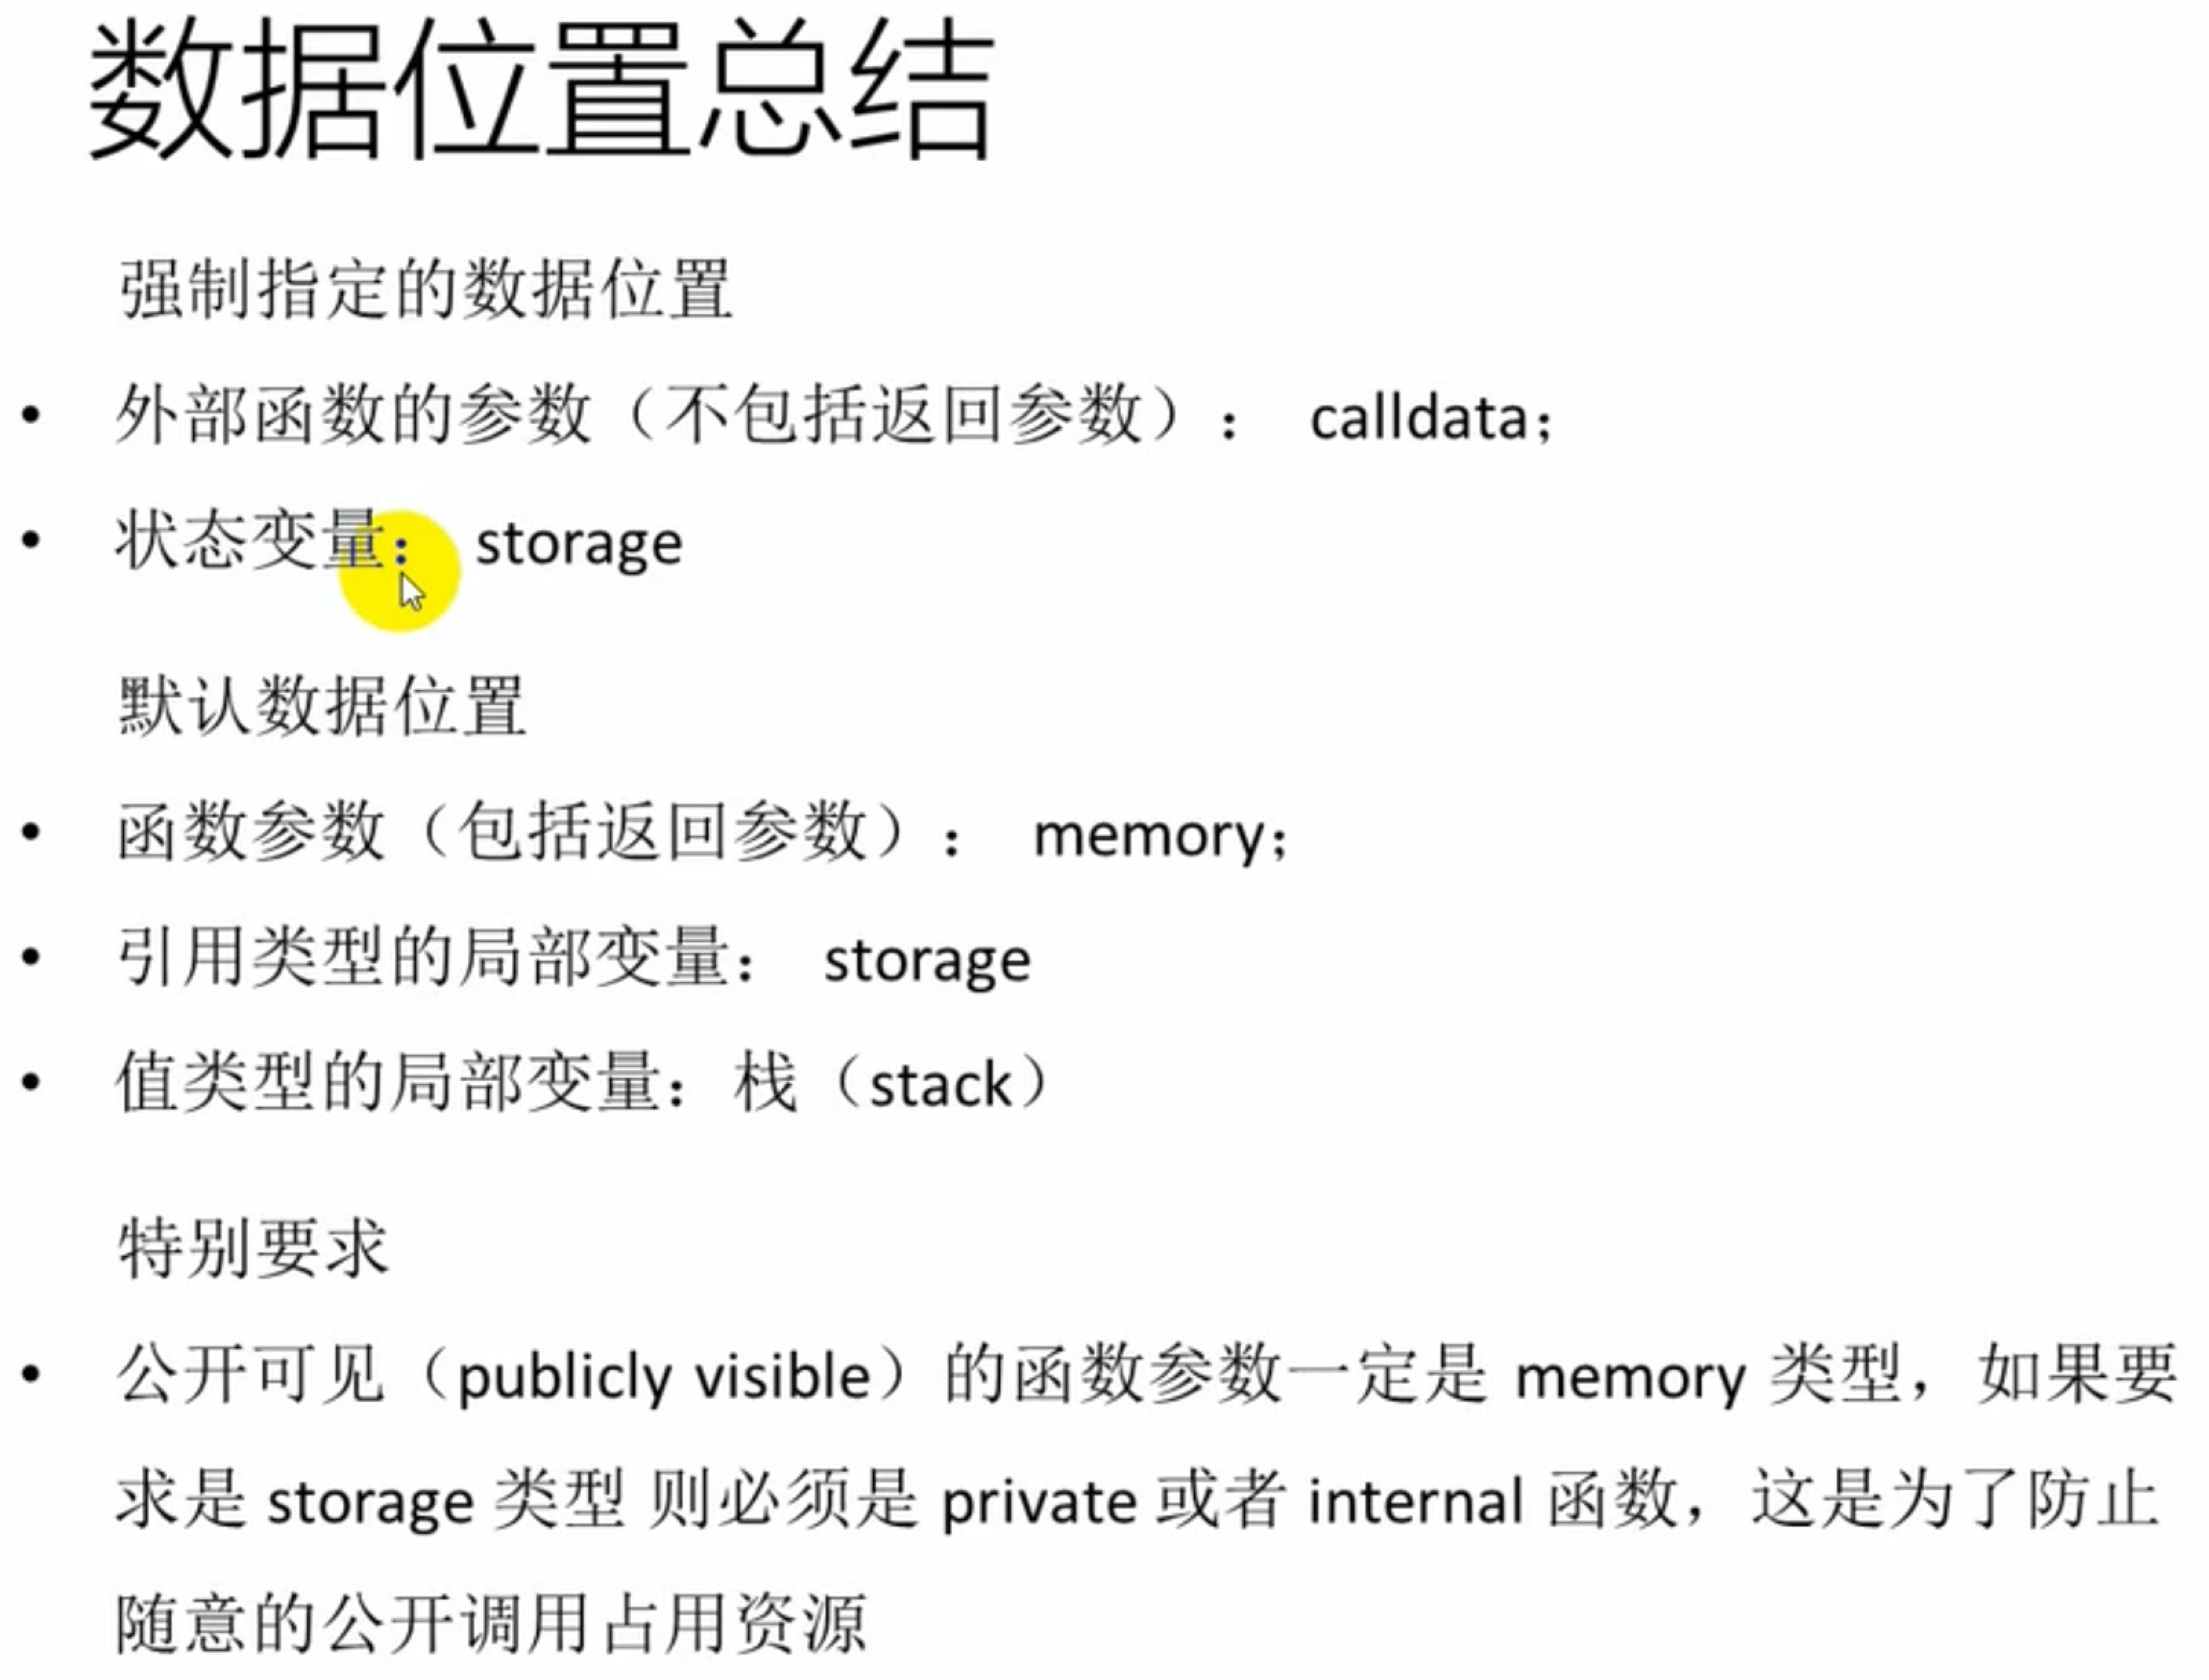 数据位置总结
强制指定的数据位置
• 外部函数的参数（不包括返回参数）： calldata；
• 状态变量： storage
默认数据位置
• 函数参数（包括返回参数）： memory；
• 引用类型的局部变量： storage
• 值类型的局部变量：栈（stack）
特别要求
• 公开可见（publicly visible）的函数参数一定是 memory 类型，如果要
求是 storage 类型 则必须是 private 或者 internal 函数，这是为了防止
随意的公开调用占用资源